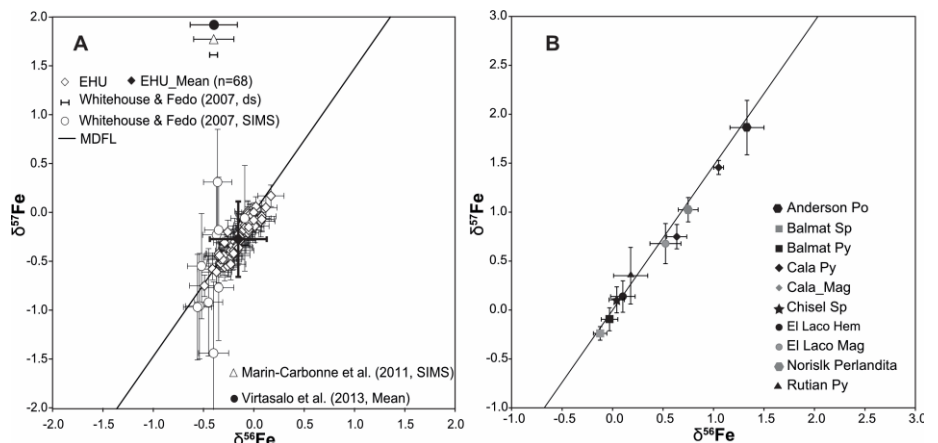 A
B
◇ EHU ◆ EHU_Mean (n=68)
Whitehouse & Fedo (2007, ds)
○ Whitehouse & Fedo (2007, SIMS)
MDFL
△ Marin-Carbonne et al. (2011, SIMS)
● Virtasalo et al. (2013, Mean)
δ57Fe
2.0
1.5
1.0
0.5
0.0
-0.5
-1.0
-1.5
-2.0
-2.0 -1.5 -1.0 -0.5 0.0 0.5 1.0 1.5 2.0
δ56Fe
δ57Fe
3.0
2.5
2.0
1.5
1.0
0.5
0.0
-0.5
-1.0
Anderson Po
Balmat Sp
Balmat Py
Cala Py
Cala_Mag
Chisel Sp
El Laco Hem
El Laco Mag
Norislk Perlandita
Rutian Py
-1.0 -0.5 0.0 0.5 1.0 1.5 2.0 2.5 3.0
δ56Fe